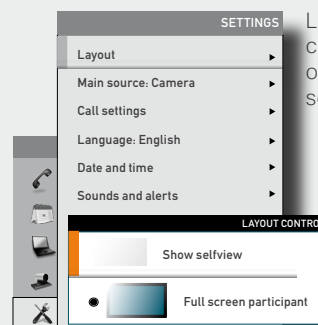 SETTINGS
Layout
Main source: Camera
Call settings
Language: English
Date and time
Sounds and alerts
LAYOUT CONTRO
Show selfview
Full screen participant